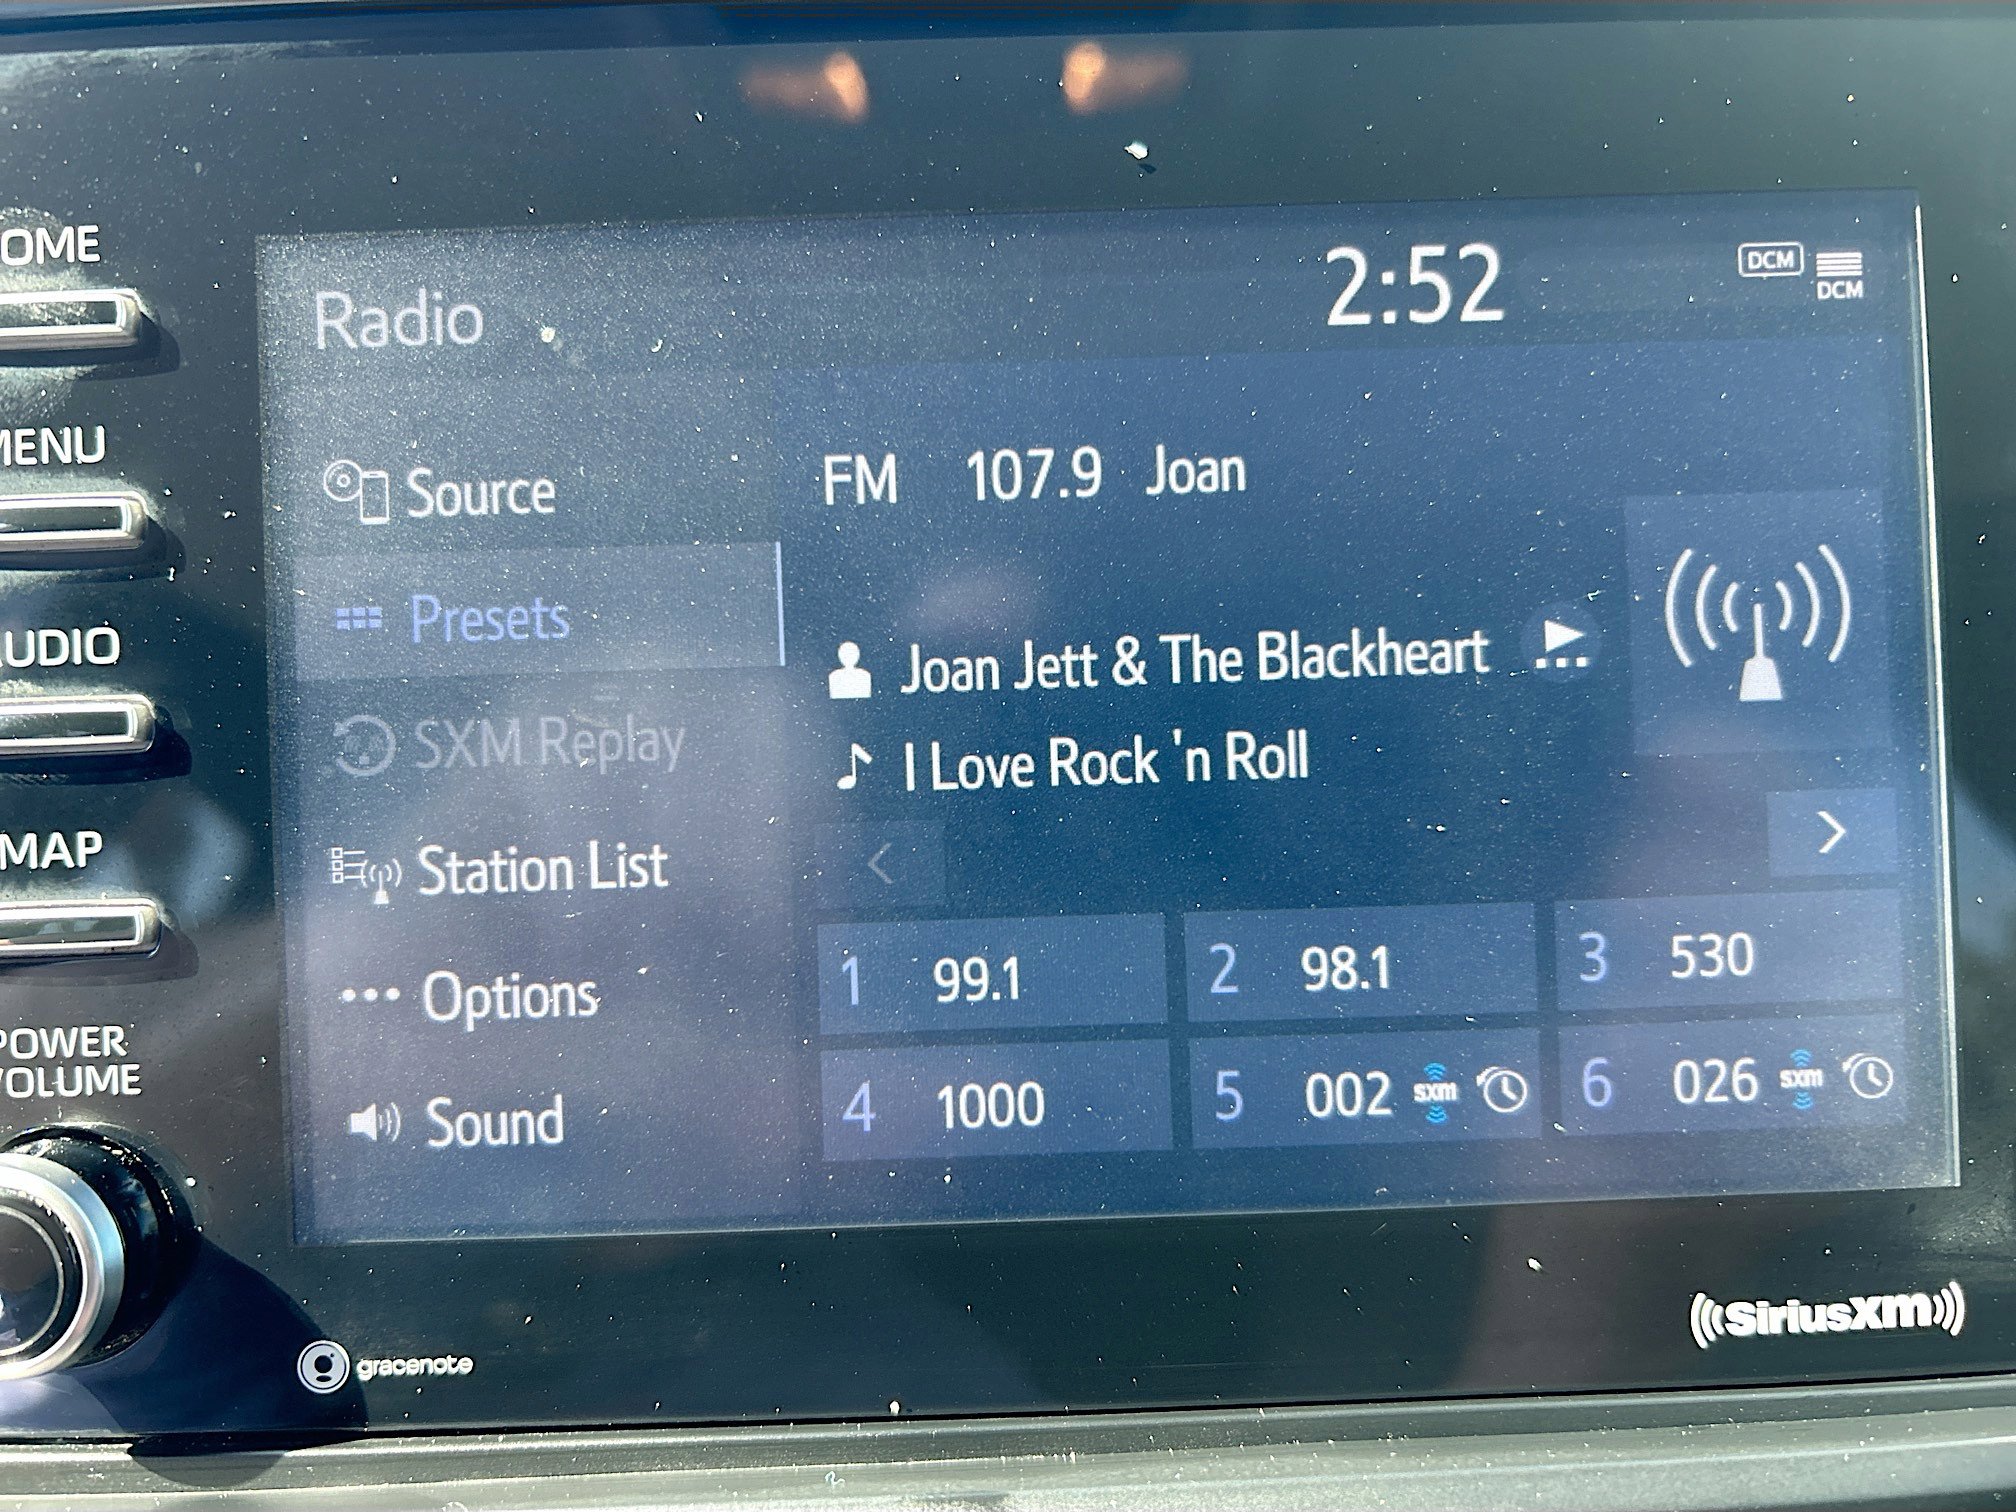 OME
MENU
AUDIO
MAP
POWER
VOLUME
Radio
2:52
DCM
DCM
Source
Presets
SXM Replay
Station List
Options
Sound
FM 107.9 Joan
Joan Jett & The Blackheart
I Love Rock 'n Roll
1 99.1
2 98.1
3 530
4 1000
5 002 sxm
6 026 sxm
gracenote
SiriusXM